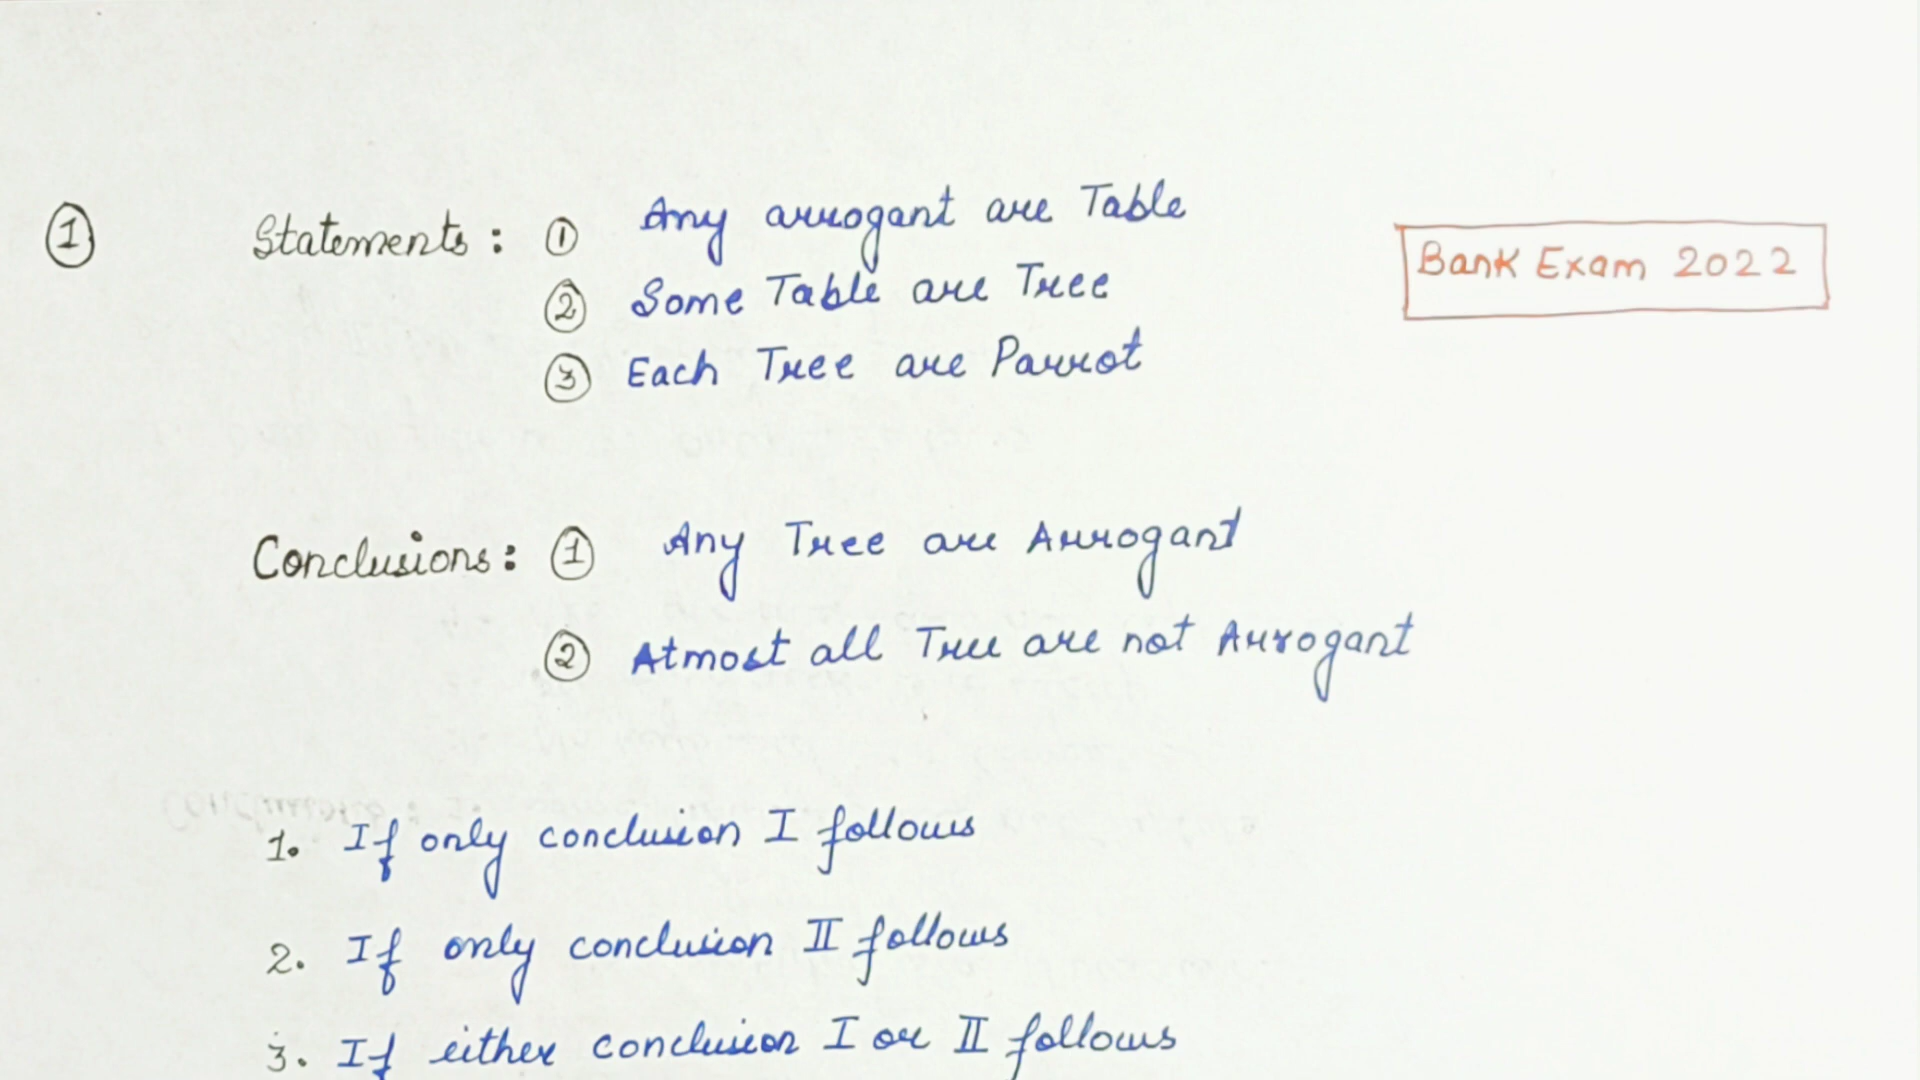 ① Statements : ① Any arrogant are Table
Bank Exam 2022
② Some Table are Tree
③ Each Tree are Parrot
Conclusions : ① Any Tree are Arrogant
② Atmost all Tree are not Arrogant
1. If only conclusion I follows
2. If only conclusion II follows
3. If either conclusion I or II follows